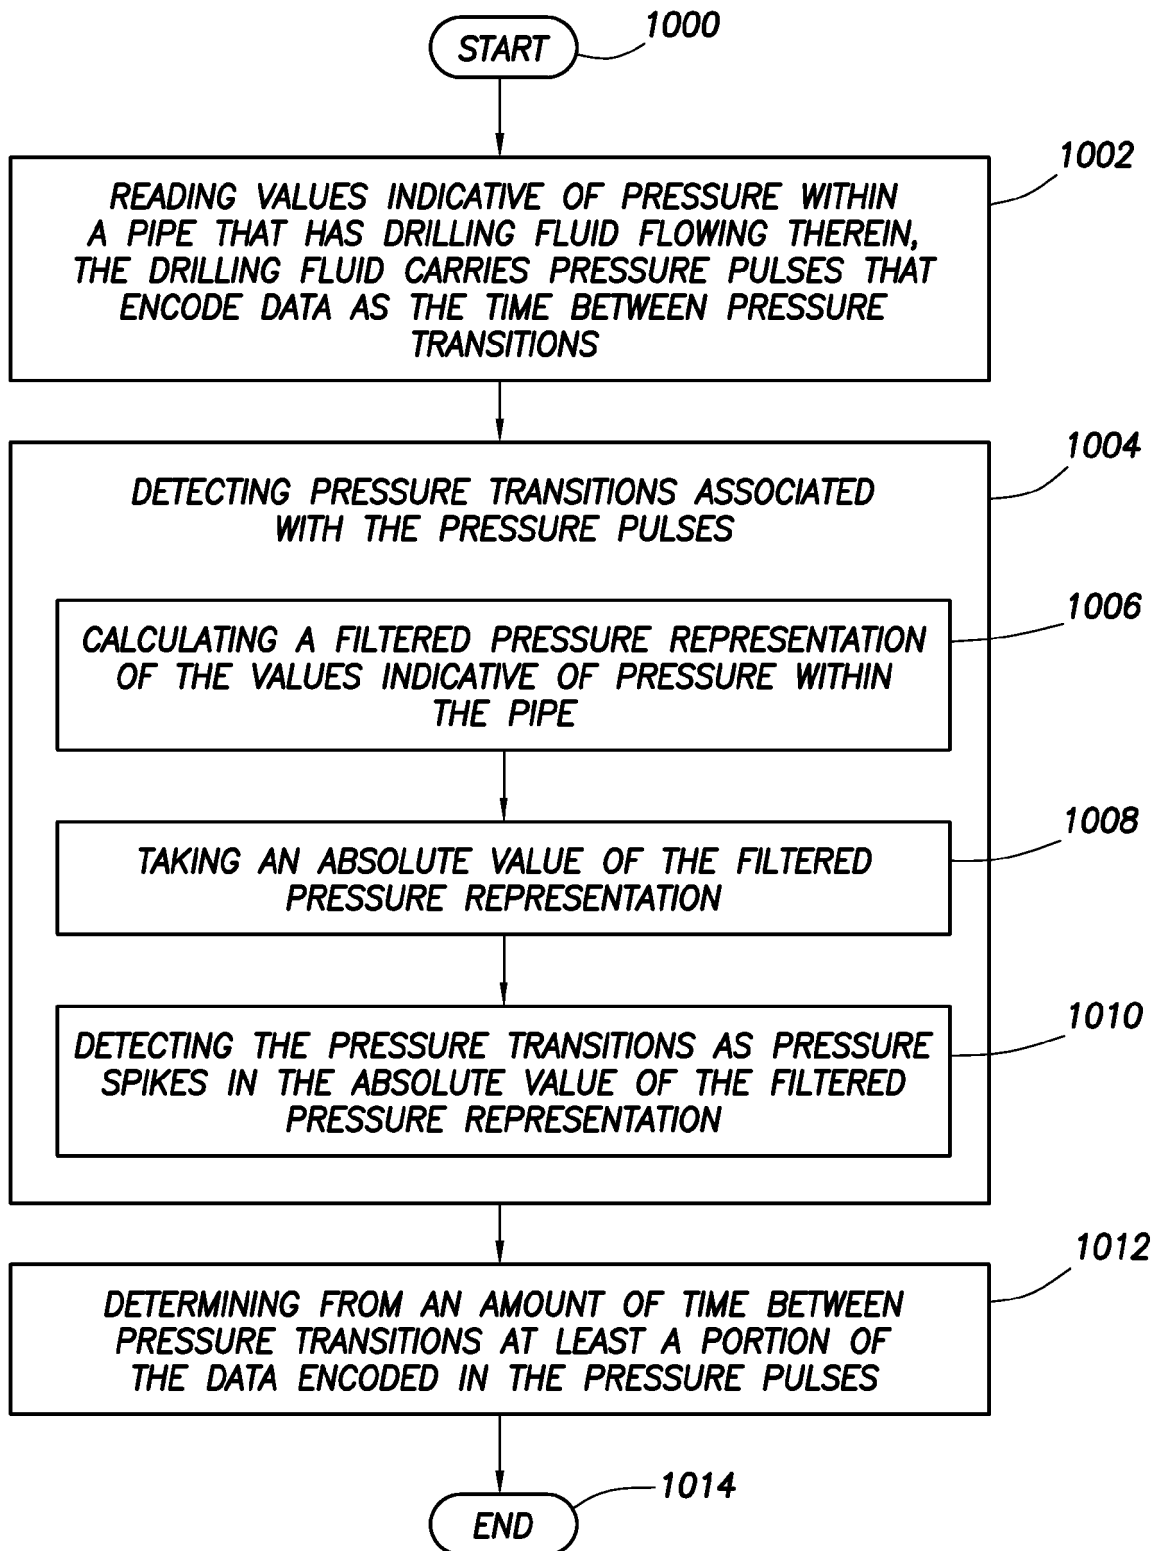 START
1000
1002
READING VALUES INDICATIVE OF PRESSURE WITHIN
A PIPE THAT HAS DRILLING FLUID FLOWING THEREIN,
THE DRILLING FLUID CARRIES PRESSURE PULSES THAT
ENCODE DATA AS THE TIME BETWEEN PRESSURE
TRANSITIONS
1004
DETECTING PRESSURE TRANSITIONS ASSOCIATED
WITH THE PRESSURE PULSES
1006
CALCULATING A FILTERED PRESSURE REPRESENTATION
OF THE VALUES INDICATIVE OF PRESSURE WITHIN
THE PIPE
1008
TAKING AN ABSOLUTE VALUE OF THE FILTERED
PRESSURE REPRESENTATION
1010
DETECTING THE PRESSURE TRANSITIONS AS PRESSURE
SPIKES IN THE ABSOLUTE VALUE OF THE FILTERED
PRESSURE REPRESENTATION
1012
DETERMINING FROM AN AMOUNT OF TIME BETWEEN
PRESSURE TRANSITIONS AT LEAST A PORTION OF
THE DATA ENCODED IN THE PRESSURE PULSES
1014
END